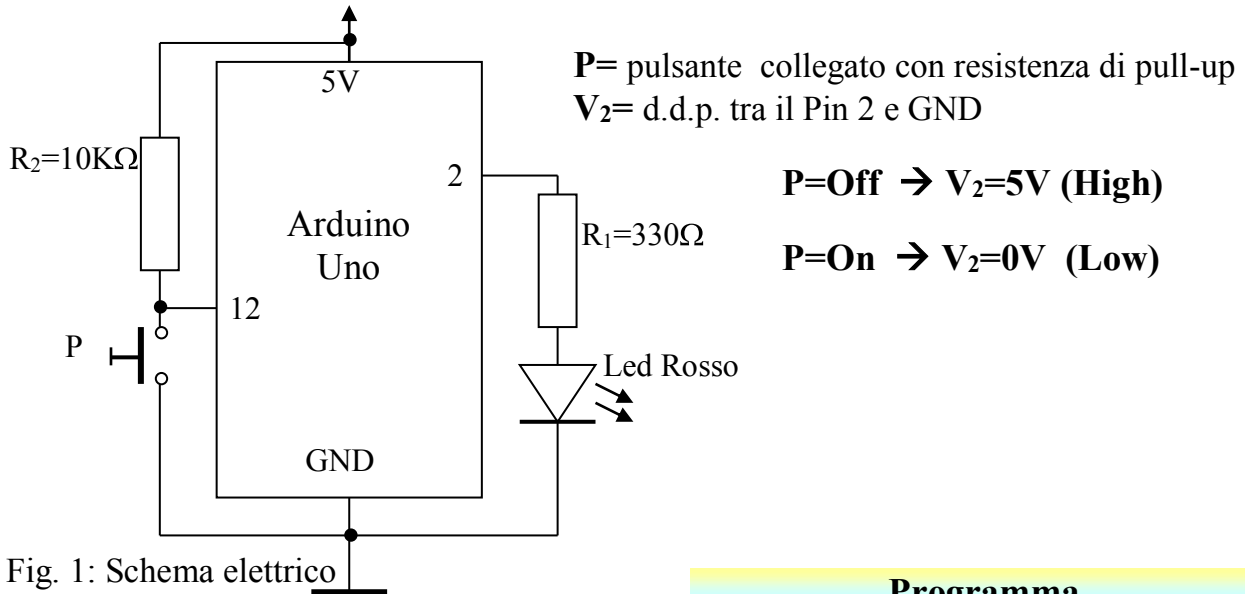 P= pulsante collegato con resistenza di pull-up
V₂= d.d.p. tra il Pin 2 e GND
P=Off → V₂=5V (High)
P=On → V₂=0V (Low)
5V
R₂=10KΩ
2
Arduino
Uno
R₁=330Ω
12
P
Led Rosso
GND
Fig. 1: Schema elettrico
Programma